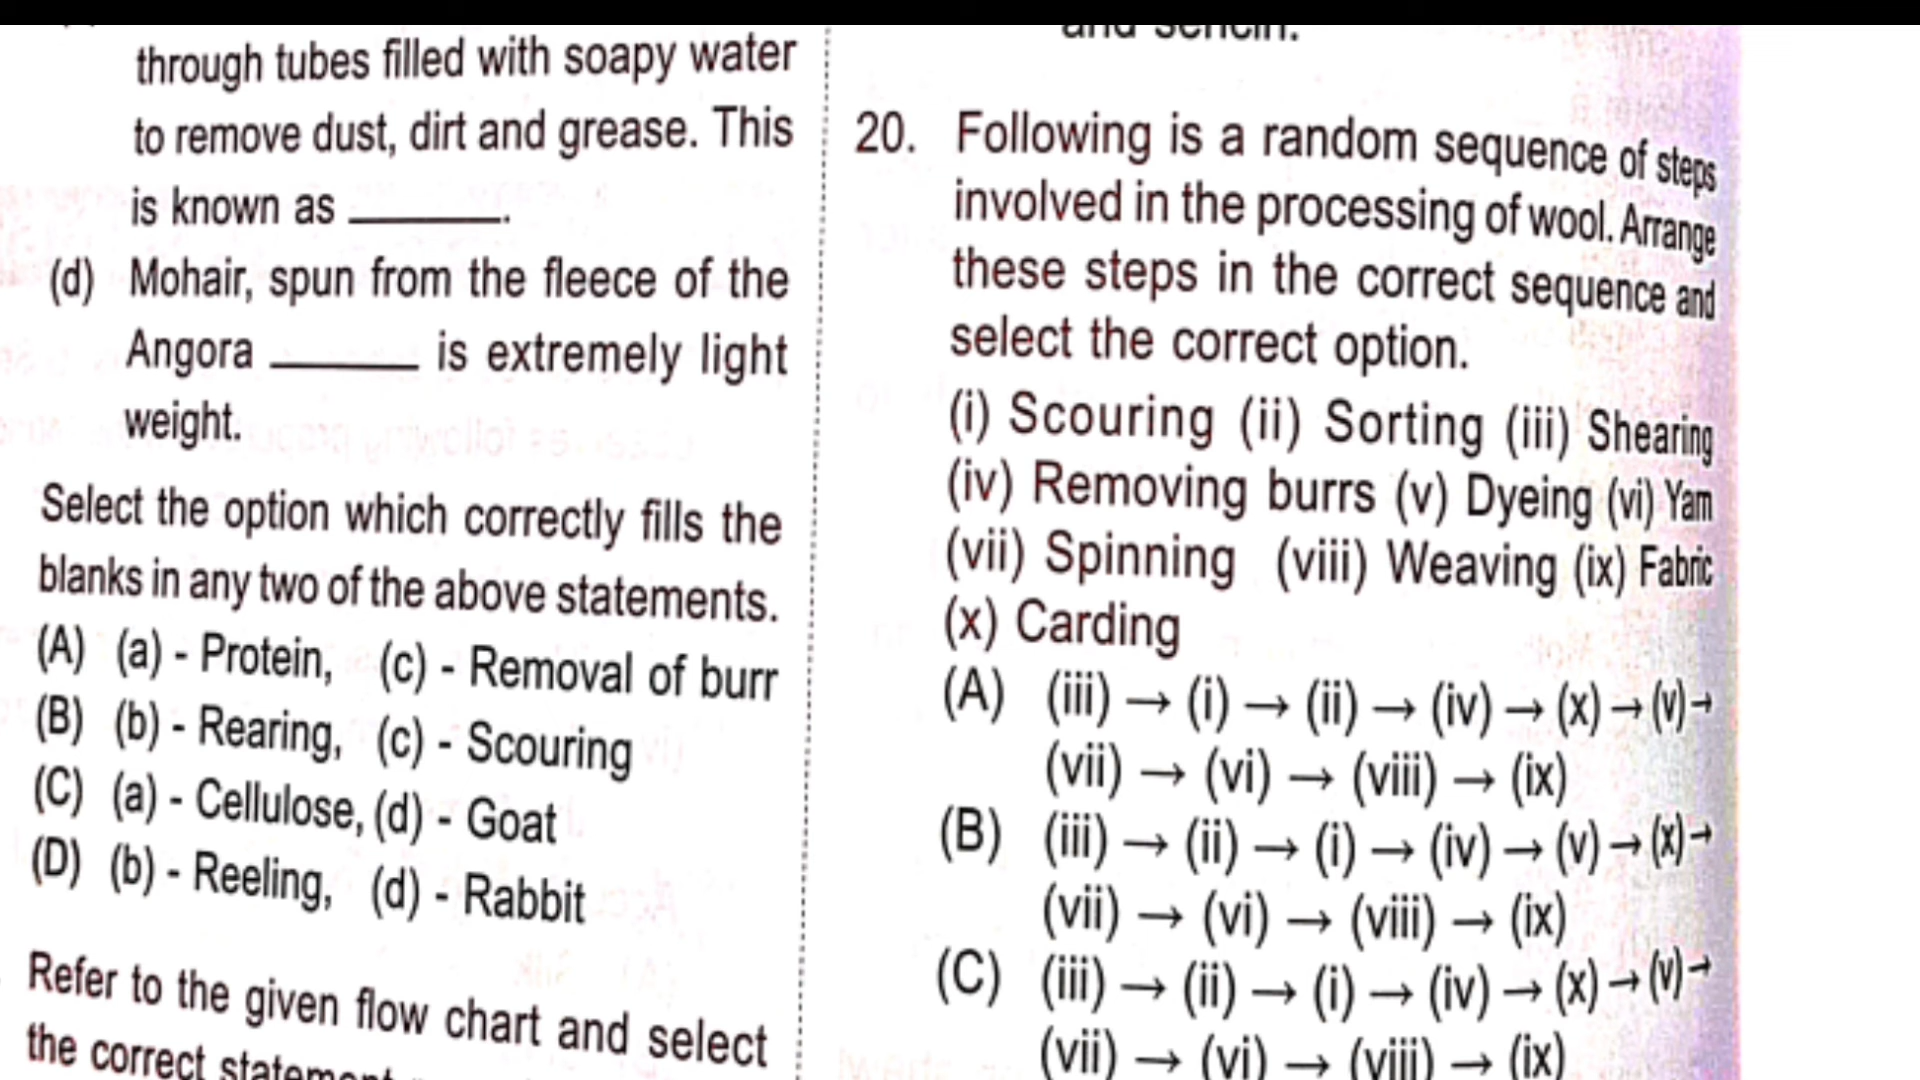 through tubes filled with soapy water
to remove dust, dirt and grease. This
is known as ______.
(d) Mohair, spun from the fleece of the
Angora ______ is extremely light
weight.
Select the option which correctly fills the
blanks in any two of the above statements.
(A) (a) - Protein, (c) - Removal of burr
(B) (b) - Rearing, (c) - Scouring
(C) (a) - Cellulose, (d) - Goat
(D) (b) - Reeling, (d) - Rabbit
Refer to the given flow chart and select
the correct
and sericin.
20. Following is a random sequence of steps
involved in the processing of wool. Arrange
these steps in the correct sequence and
select the correct option.
(i) Scouring (ii) Sorting (iii) Shearing
(iv) Removing burrs (v) Dyeing (vi) Yarn
(vii) Spinning (viii) Weaving (ix) Fabric
(x) Carding
(A) (iii) → (i) → (ii) → (iv) → (x) → (v) →
(vii) → (vi) → (viii) → (ix)
(B) (iii) → (ii) → (i) → (iv) → (v) → (x) →
(vii) → (vi) → (viii) → (ix)
(C) (iii) → (ii) → (i) → (iv) → (x) → (v) →
(vii) → (vi) → (viii) → (ix)